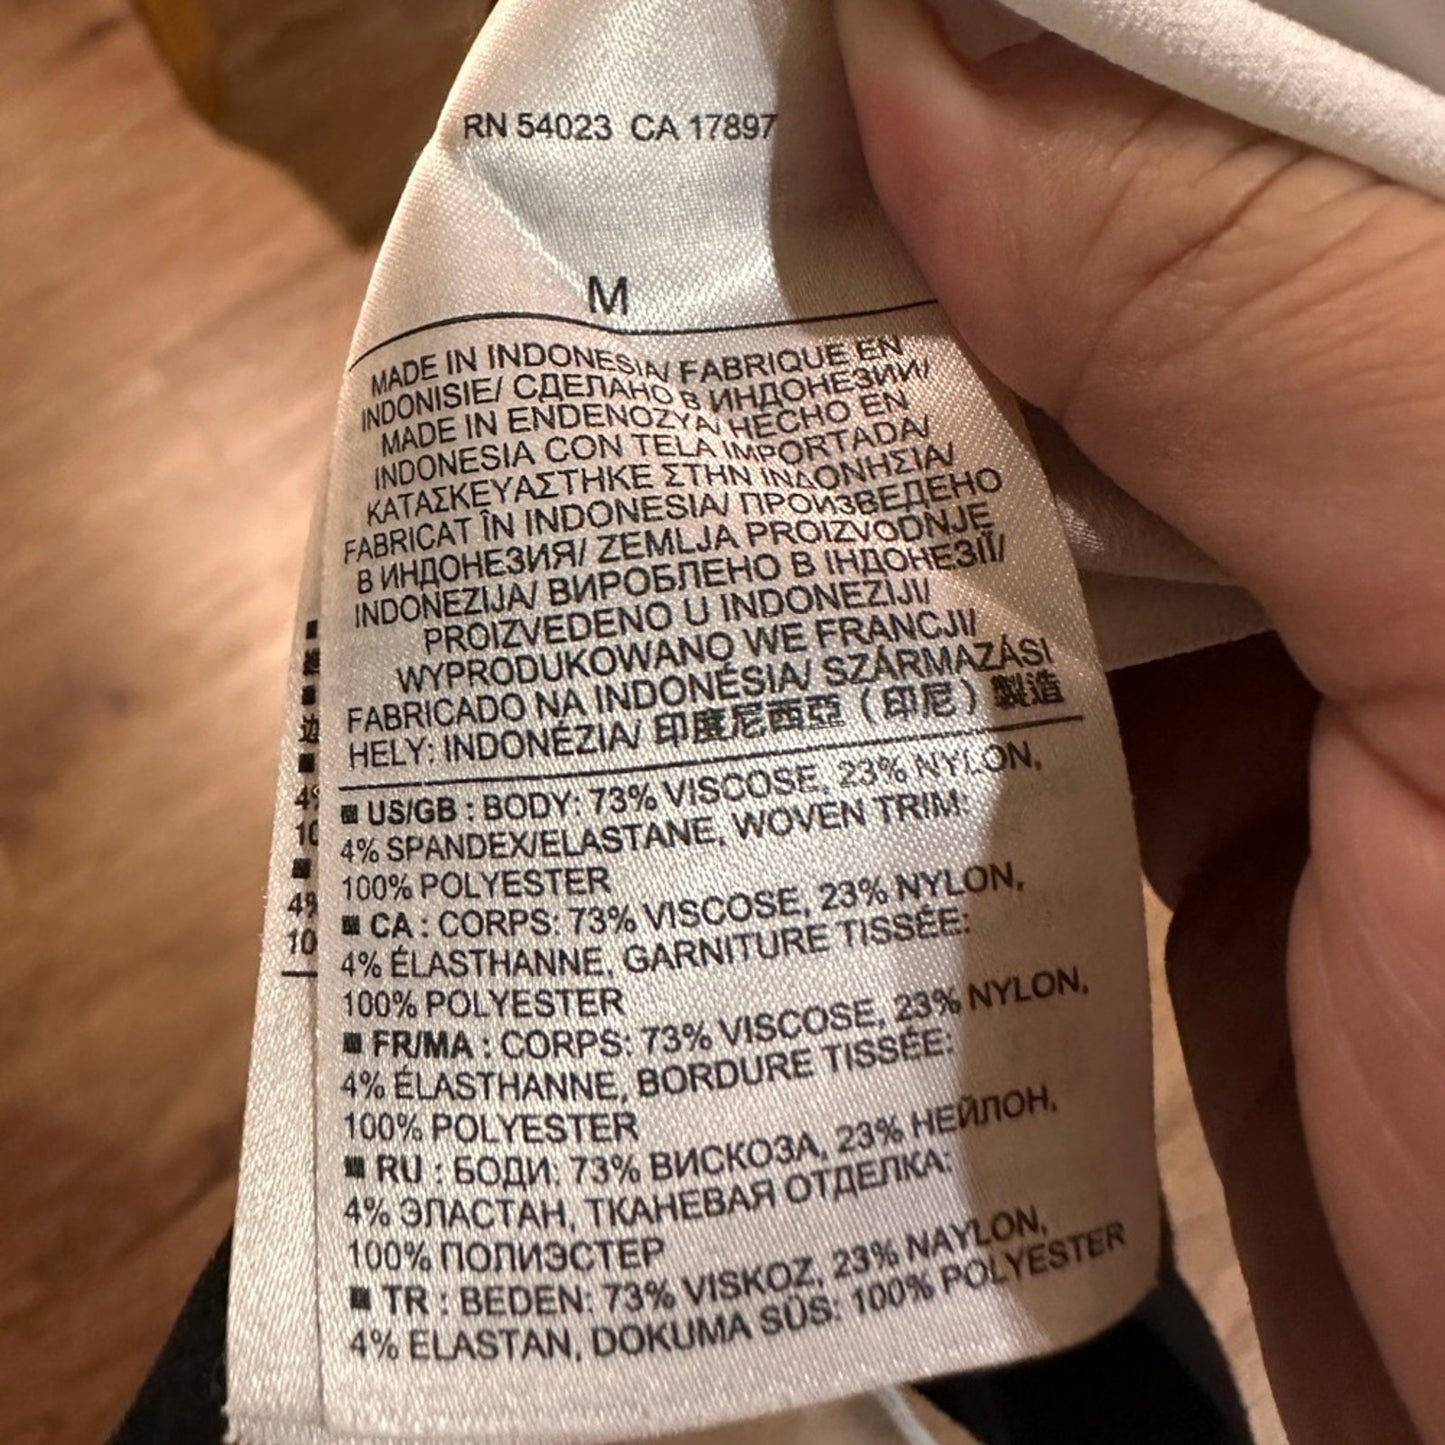 RN 54023 CA 17897
M
MADE IN INDONESIA/ FABRIQUE EN
INDONISIE/ СДЕЛАНО В ИНДОНЕЗИИ/
MADE IN ENDENOZYA/ HECHO EN
INDONESIA CON TELA IMPORTADA/
ΚΑΤΑΣΚΕΥΑΣΤΗΚΕ ΣΤΗΝ ΙΝΔΟΝΗΣΙΑ/
FABRICAT ÎN INDONESIA/ ПРОИЗВЕДЕНО
В ИНДОНЕЗИЯ/ ZEMLJA PROIZVODNJE
INDONEZIJA/ ВИРОБЛЕНО В ІНДОНЕЗІЇ/
PROIZVEDENO U INDONEZIJI/
WYPRODUKOWANO WE FRANCJI/
FABRICADO NA INDONÉSIA/ SZÁRMAZÁSI
HELY: INDONÉZIA/ 印度尼西亞（印尼）製造
■ US/GB : BODY: 73% VISCOSE, 23% NYLON,
4% SPANDEX/ELASTANE, WOVEN TRIM:
100% POLYESTER
■ CA : CORPS: 73% VISCOSE, 23% NYLON,
4% ÉLASTHANNE, GARNITURE TISSÉE:
100% POLYESTER
■ FR/MA : CORPS: 73% VISCOSE, 23% NYLON,
4% ÉLASTHANNE, BORDURE TISSÉE:
100% POLYESTER
■ RU : БОДИ: 73% ВИСКОЗА, 23% НЕЙЛОН,
4% ЭЛАСТАН, ТКАНЕВАЯ ОТДЕЛКА:
100% ПОЛИЭСТЕР
■ TR : BEDEN: 73% VISKOZ, 23% NAYLON,
4% ELASTAN, DOKUMA SÜS: 100% POLYESTER